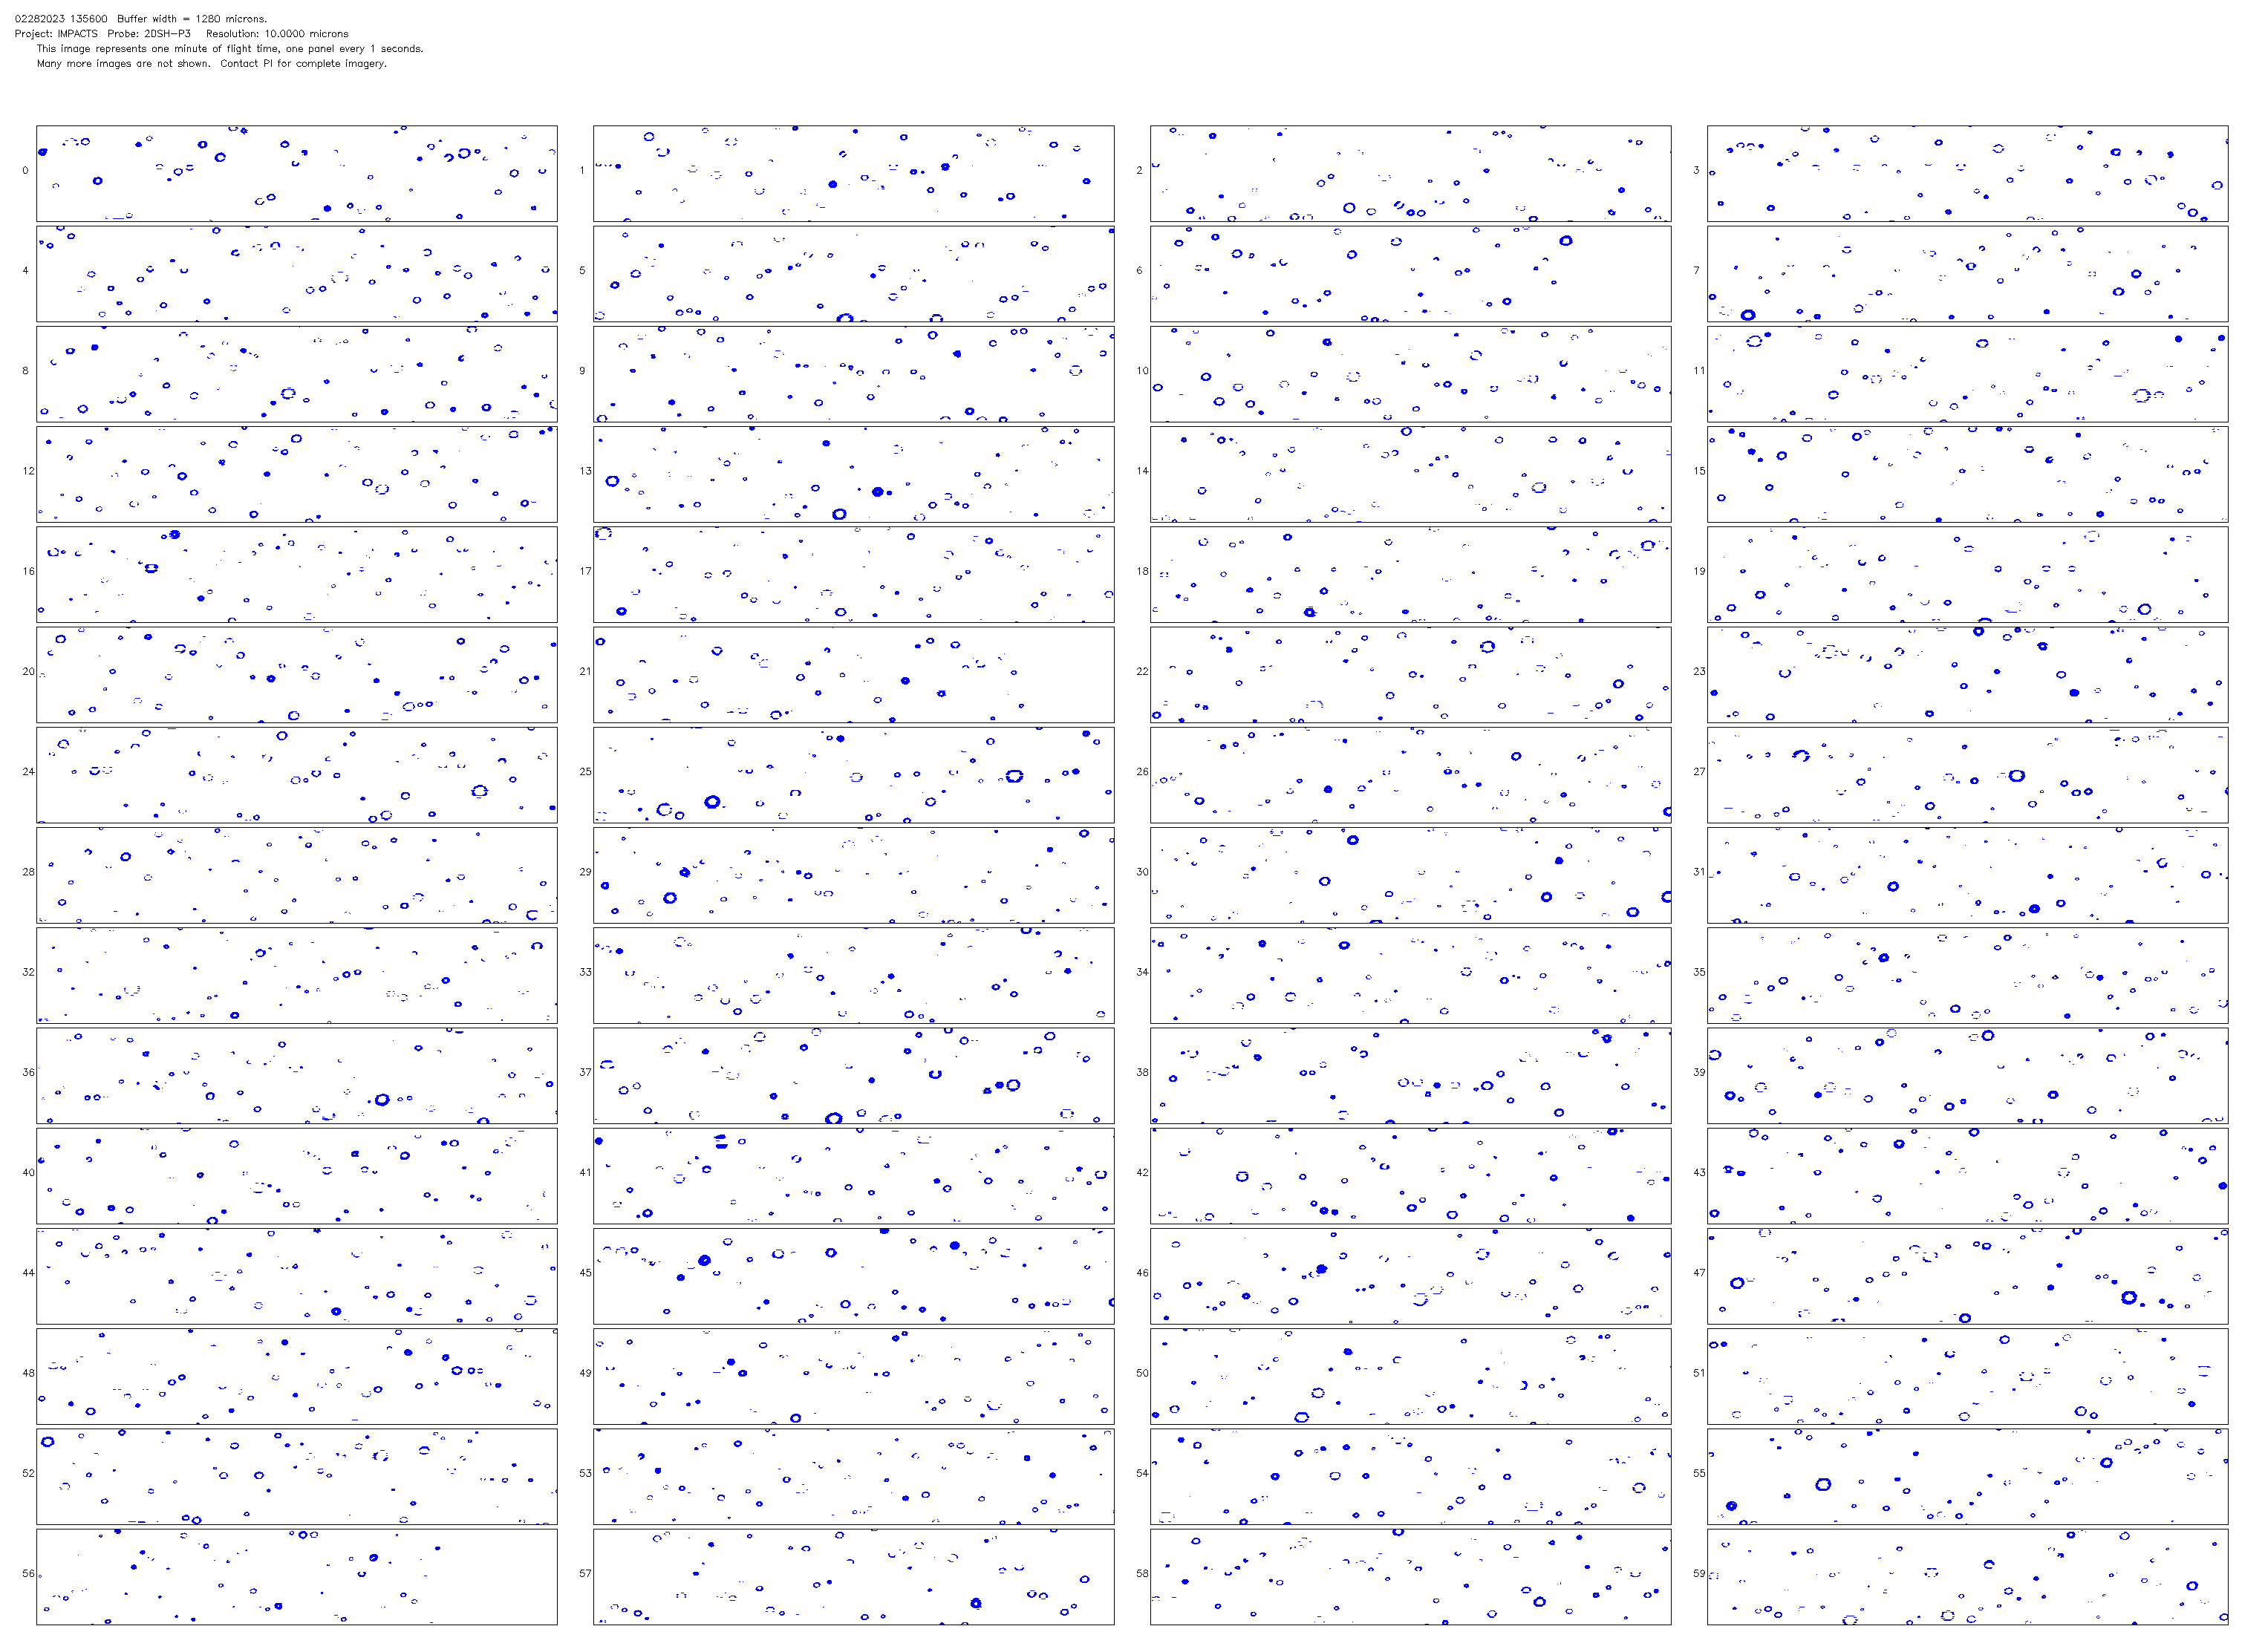 02282023 135600  Buffer width = 1280 microns.
Project: IMPACTS  Probe: 2DSH-P3  Resolution: 10.0000 microns
This image represents one minute of flight time, one panel every 1 seconds.
Many more images are not shown.  Contact PI for complete imagery.
0 1 2 3
4 5 6 7
8 9 10 11
12 13 14 15
16 17 18 19
20 21 22 23
24 25 26 27
28 29 30 31
32 33 34 35
36 37 38 39
40 41 42 43
44 45 46 47
48 49 50 51
52 53 54 55
56 57 58 59